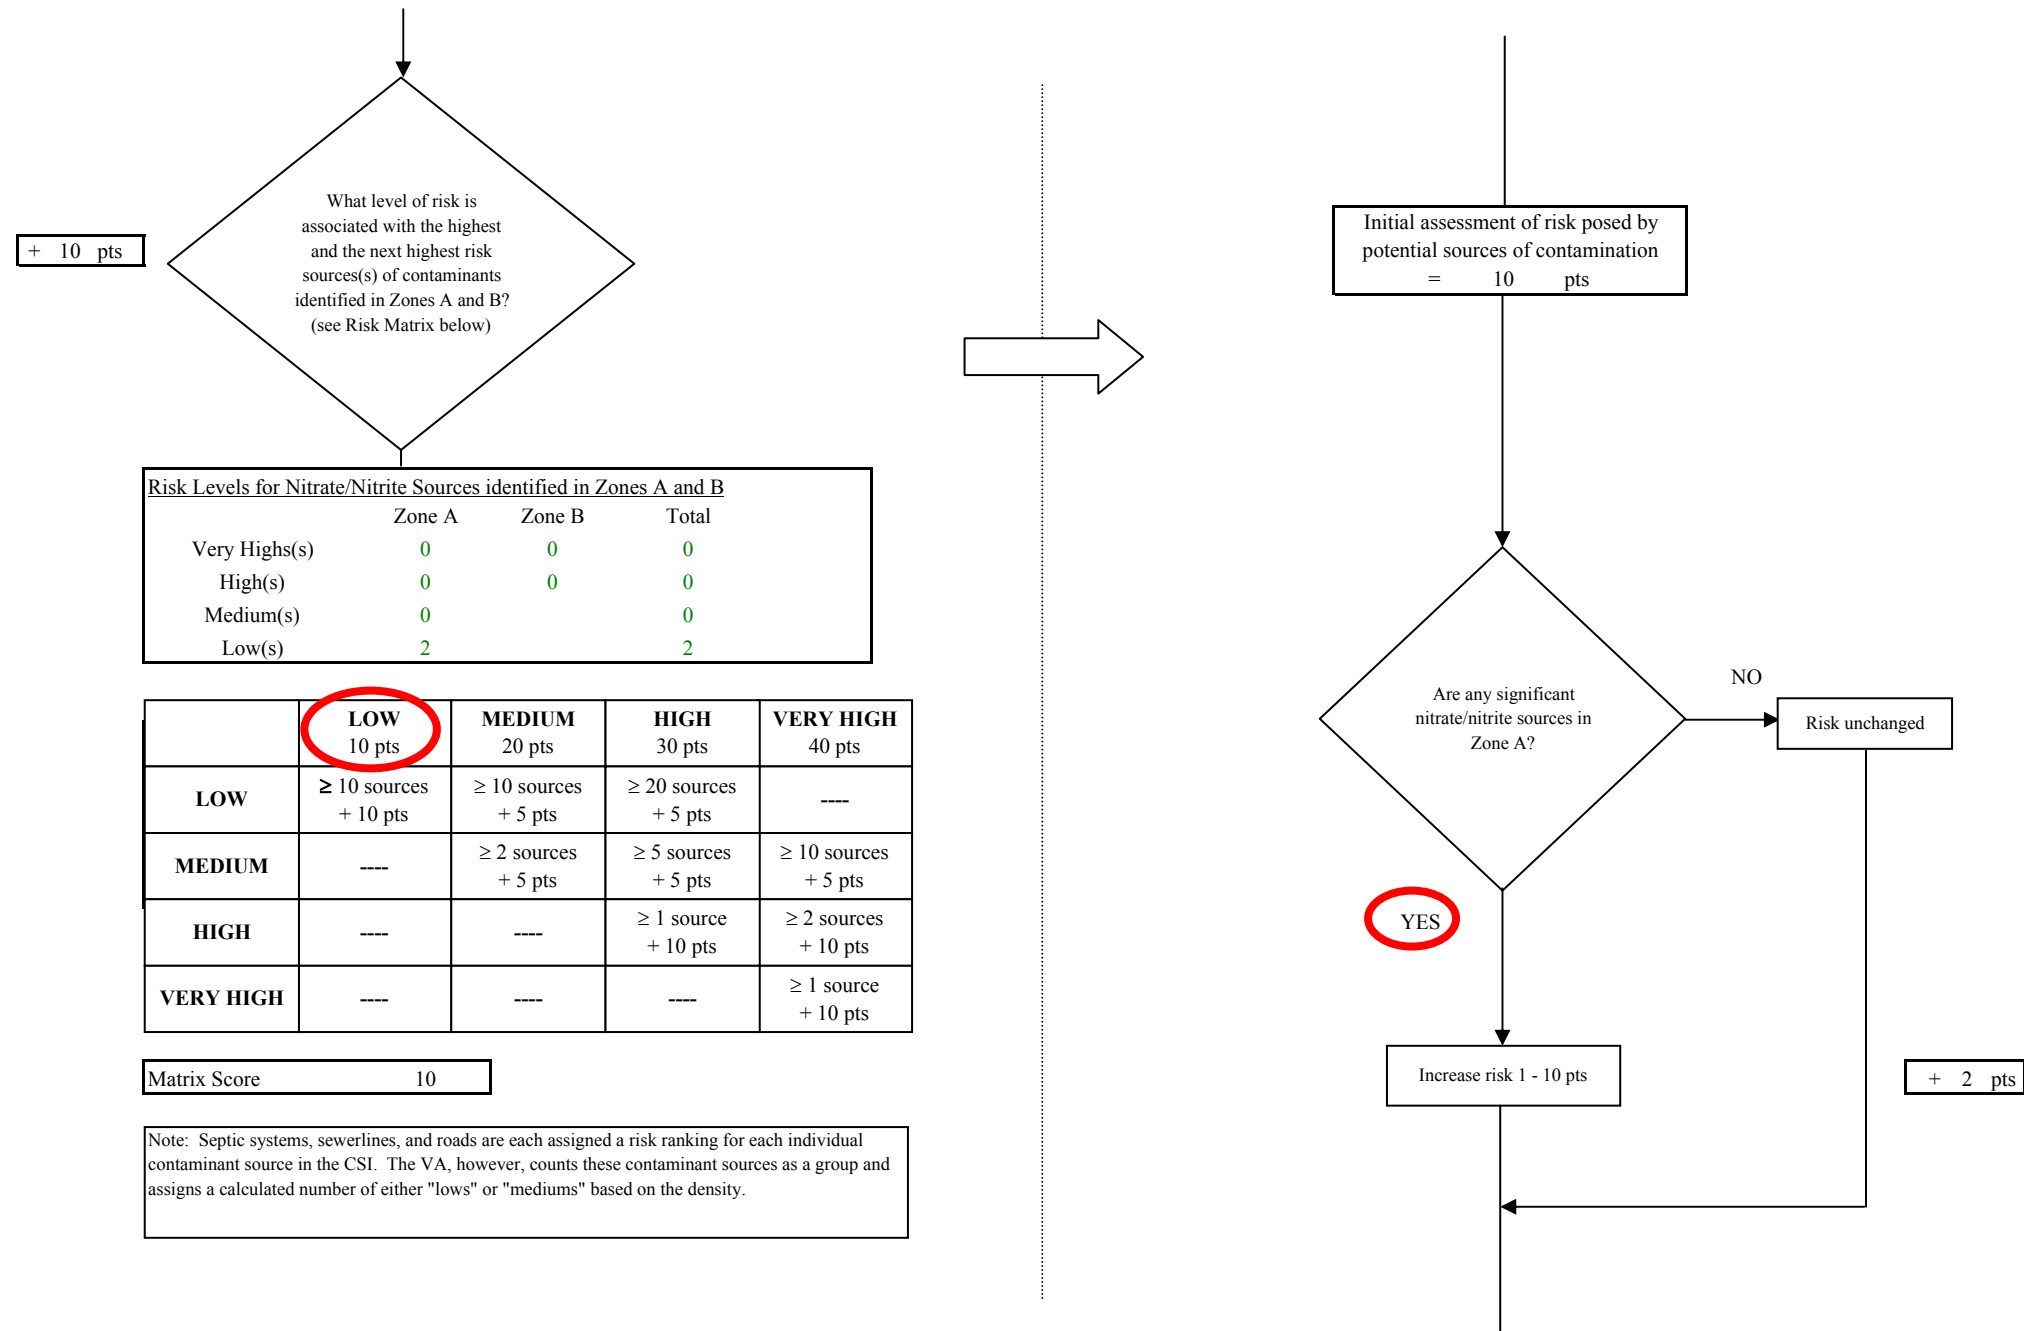 What level of risk is
associated with the highest
and the next highest risk
sources(s) of contaminants
identified in Zones A and B?
(see Risk Matrix below)
+ 10 pts
Risk Levels for Nitrate/Nitrite Sources identified in Zones A and B
Zone A Zone B Total
Very Highs(s) 0 0 0
High(s) 0 0 0
Medium(s) 0 0
Low(s) 2 2
LOW MEDIUM HIGH VERY HIGH
10 pts 20 pts 30 pts 40 pts
LOW ≥ 10 sources ≥ 10 sources ≥ 20 sources ----
+ 10 pts + 5 pts + 5 pts
MEDIUM ---- ≥ 2 sources ≥ 5 sources ≥ 10 sources
+ 5 pts + 5 pts + 5 pts
HIGH ---- ---- ≥ 1 source ≥ 2 sources
+ 10 pts + 10 pts
VERY HIGH ---- ---- ---- ≥ 1 source
+ 10 pts
Matrix Score 10
Note: Septic systems, sewerlines, and roads are each assigned a risk ranking for each individual
contaminant source in the CSI. The VA, however, counts these contaminant sources as a group and
assigns a calculated number of either "lows" or "mediums" based on the density.
Initial assessment of risk posed by
potential sources of contamination
= 10 pts
Are any significant
nitrate/nitrite sources in
Zone A?
NO
Risk unchanged
YES
Increase risk 1 - 10 pts
+ 2 pts